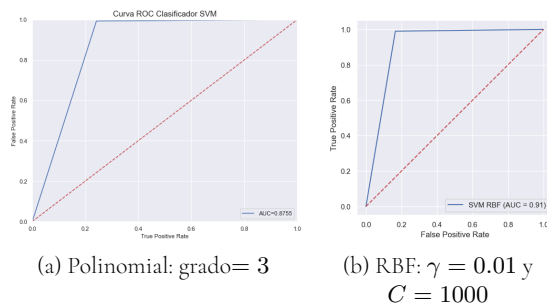 Curva ROC Clasificador SVM
1.0
0.8
0.6
0.4
0.2
0.0
False Positive Rate
0.0 0.2 0.4 0.6 0.8 1.0
True Positive Rate
AUC=0.8755
(a) Polinomial: grado= 3
1.0
0.8
0.6
0.4
0.2
0.0
True Positive Rate
0.0 0.2 0.4 0.6 0.8 1.0
False Positive Rate
SVM RBF (AUC = 0.91)
(b) RBF: γ = 0.01 y
C = 1000